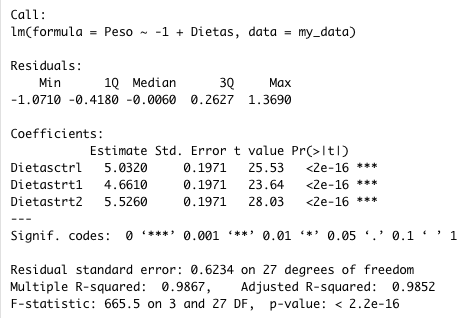 Call:
lm(formula = Peso ~ -1 + Dietas, data = my_data)
Residuals:
Min 1Q Median 3Q Max
-1.0710 -0.4180 -0.0060 0.2627 1.3690
Coefficients:
Estimate Std. Error t value Pr(>|t|)
Dietasctrl 5.0320 0.1971 25.53 <2e-16 ***
Dietastrt1 4.6610 0.1971 23.64 <2e-16 ***
Dietastrt2 5.5260 0.1971 28.03 <2e-16 ***
---
Signif. codes: 0 ‘***’ 0.001 ‘**’ 0.01 ‘*’ 0.05 ‘.’ 0.1 ‘ ’ 1
Residual standard error: 0.6234 on 27 degrees of freedom
Multiple R-squared: 0.9867, Adjusted R-squared: 0.9852
F-statistic: 665.5 on 3 and 27 DF, p-value: < 2.2e-16